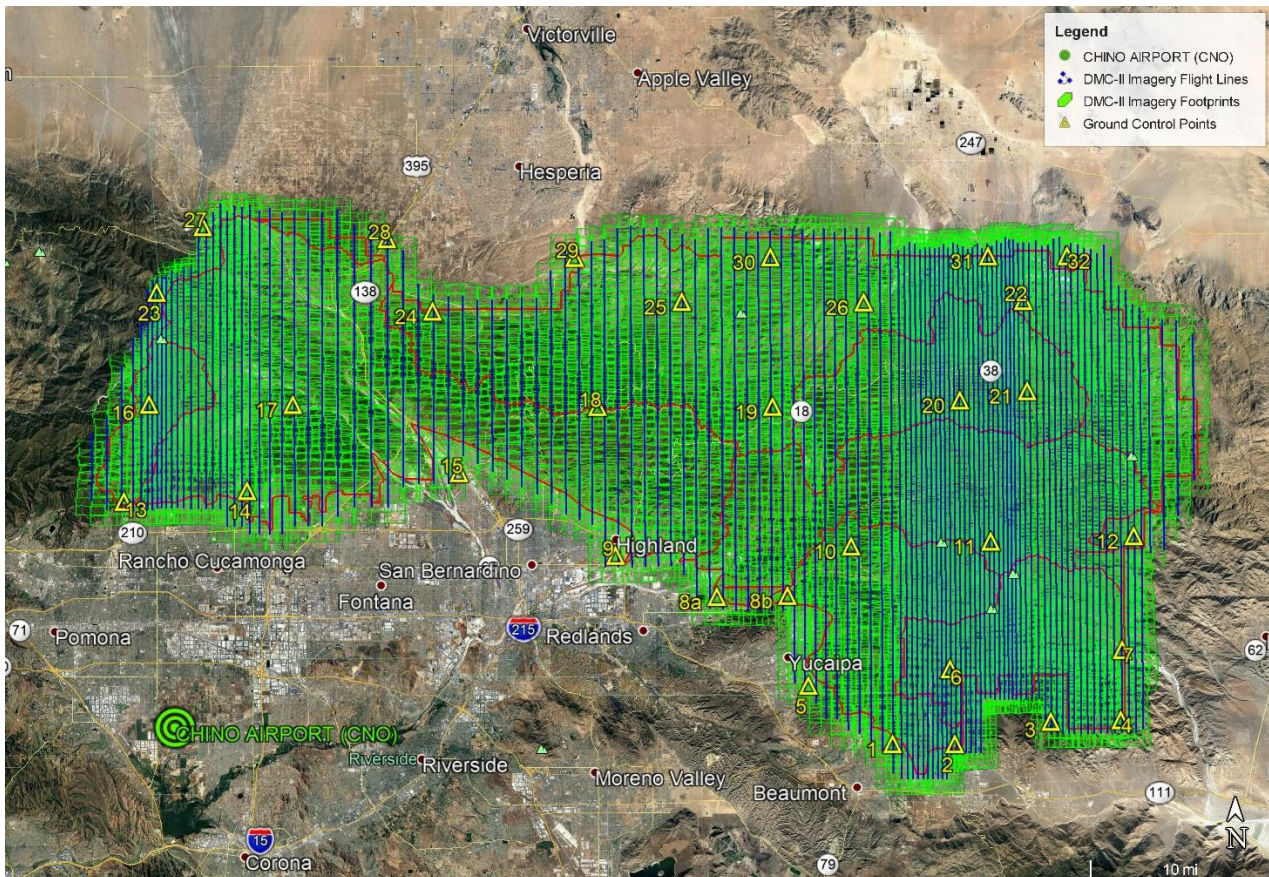 Victorville
Legend
CHINO AIRPORT (CNO)
DMC-II Imagery Flight Lines
DMC-II Imagery Footprints
Ground Control Points
Apple Valley
247
395
Hesperia
27
28
29
30
31
32
138
23
24
25
26
22
38
16
17
18
19
18
20
21
15
13
14
210
259
Highland
9
10
11
12
Rancho Cucamonga
San Bernardino
Fontana
8a
8b
71
Pomona
215
Redlands
62
Yucaipa
7
6
5
CHINO AIRPORT (CNO)
1
2
3
4
Riverside
Riverside
Moreno Valley
Beaumont
111
N
15
Corona
79
10 mi